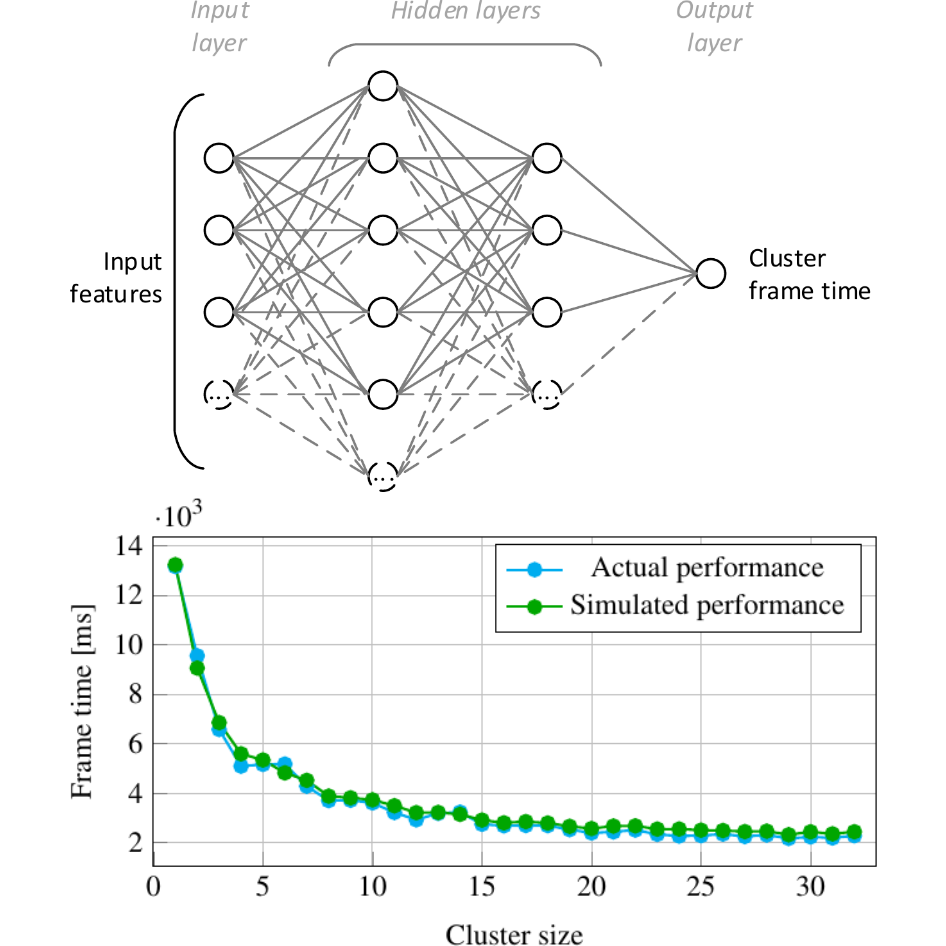 Input
layer
Hidden layers
Output
layer
Input
features
Cluster
frame time
...
...
...
·10³
14
12
10
8
6
4
2
Frame time [ms]
Actual performance
Simulated performance
0 5 10 15 20 25 30
Cluster size